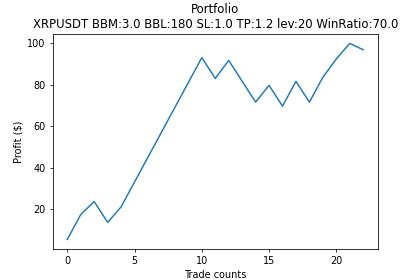 Portfolio
XRPUSDT BBM:3.0 BBL:180 SL:1.0 TP:1.2 lev:20 WinRatio:70.0
100
80
60
40
20
Profit ($)
0 5 10 15 20
Trade counts